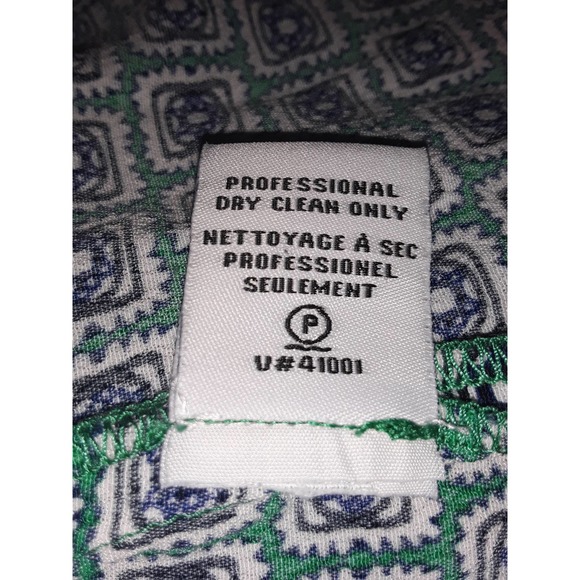 PROFESSIONAL
DRY CLEAN ONLY
NETTOYAGE À SEC
PROFESSIONEL
SEULEMENT
P
V#41001